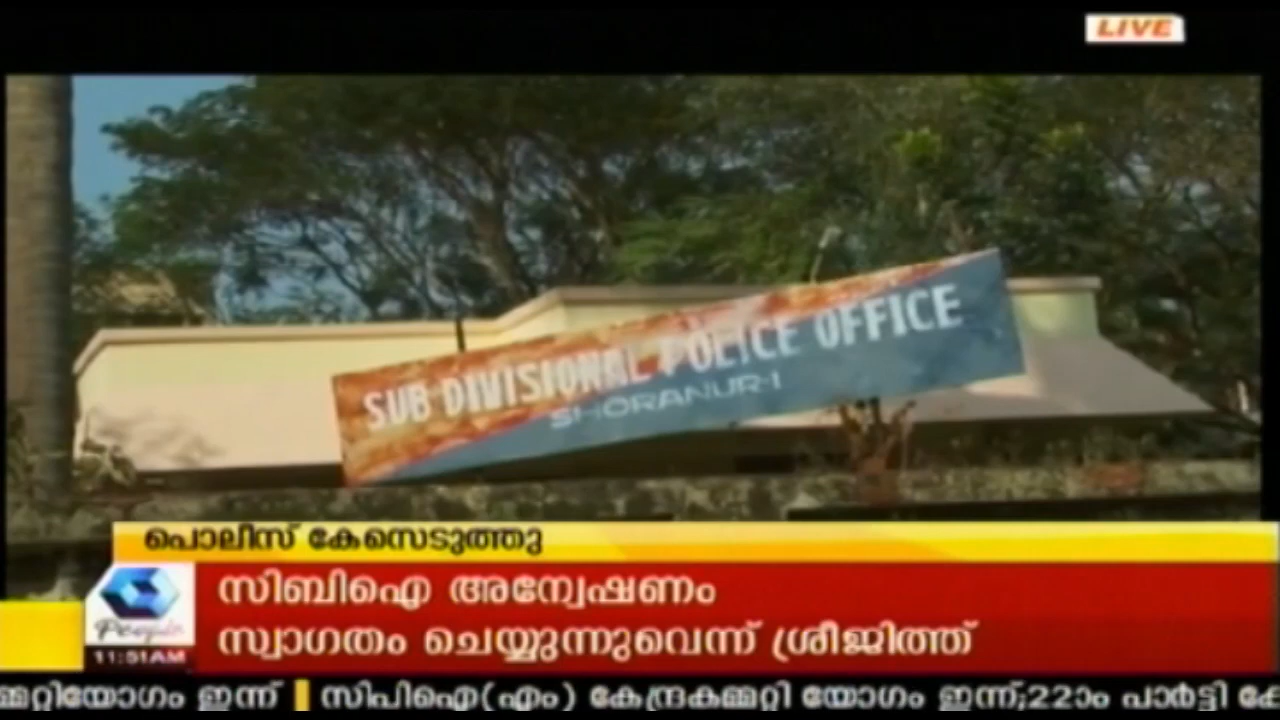 LIVE
SUB DIVISIONAL POLICE OFFICE
SHORANUR-1
പൊലീസ് കേസെടുത്തു
സിബിഐ അന്വേഷണം
സ്വാഗതം ചെയ്യുന്നുവെന്ന് ശ്രീജിത്ത്
People
11:51AM
മ്മറ്റിയോഗം ഇന്ന് സിപിഐ(എം) കേന്ദ്രകമ്മറ്റി യോഗം ഇന്ന്;22ാം പാർട്ടി കേ